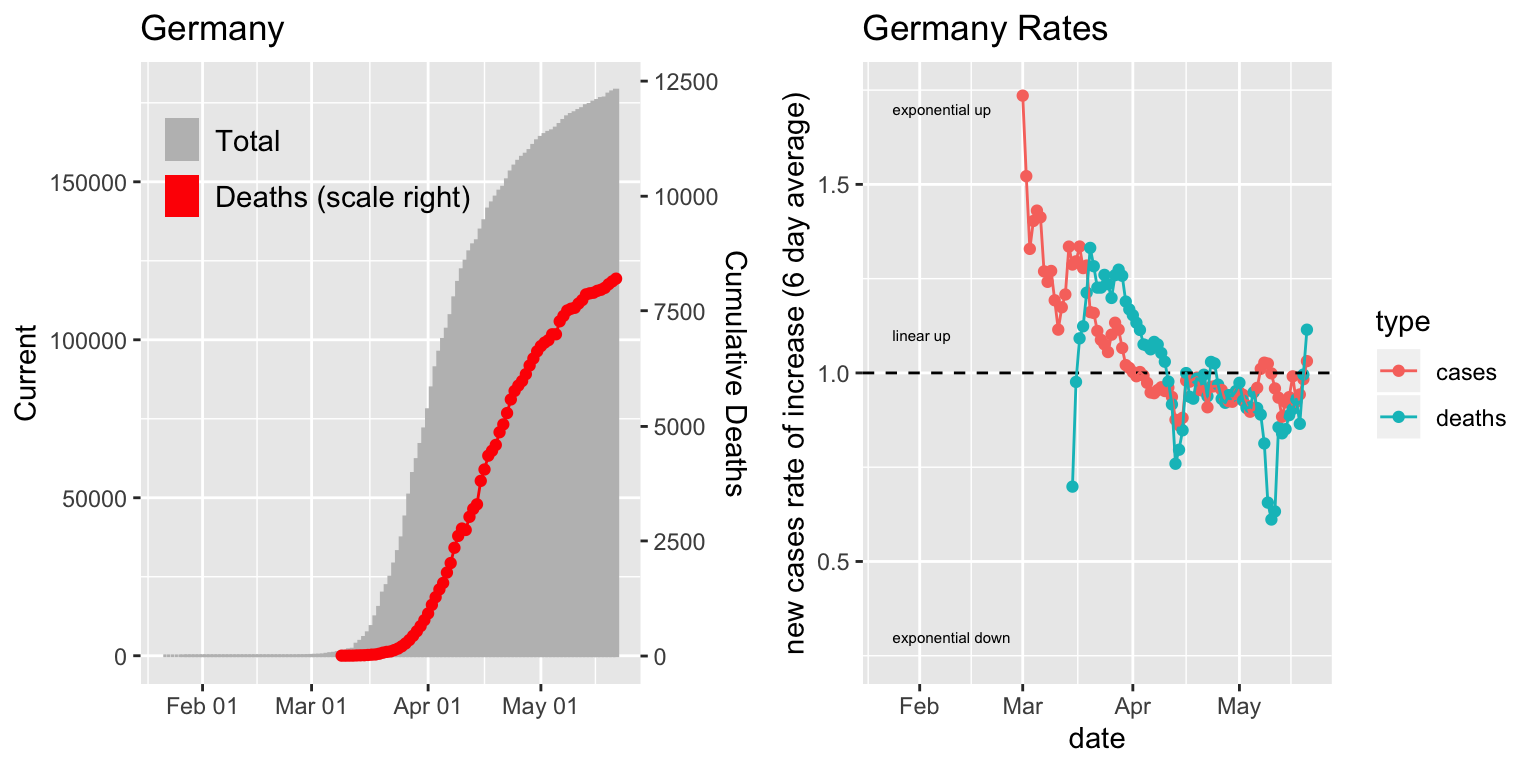 Germany
Total
Deaths (scale right)
150000
100000
50000
0
Current
12500
10000
7500
5000
2500
0
Cumulative Deaths
Feb 01
Mar 01
Apr 01
May 01
Germany Rates
exponential up
linear up
exponential down
1.5
1.0
0.5
new cases rate of increase (6 day average)
Feb
Mar
Apr
May
date
type
cases
deaths